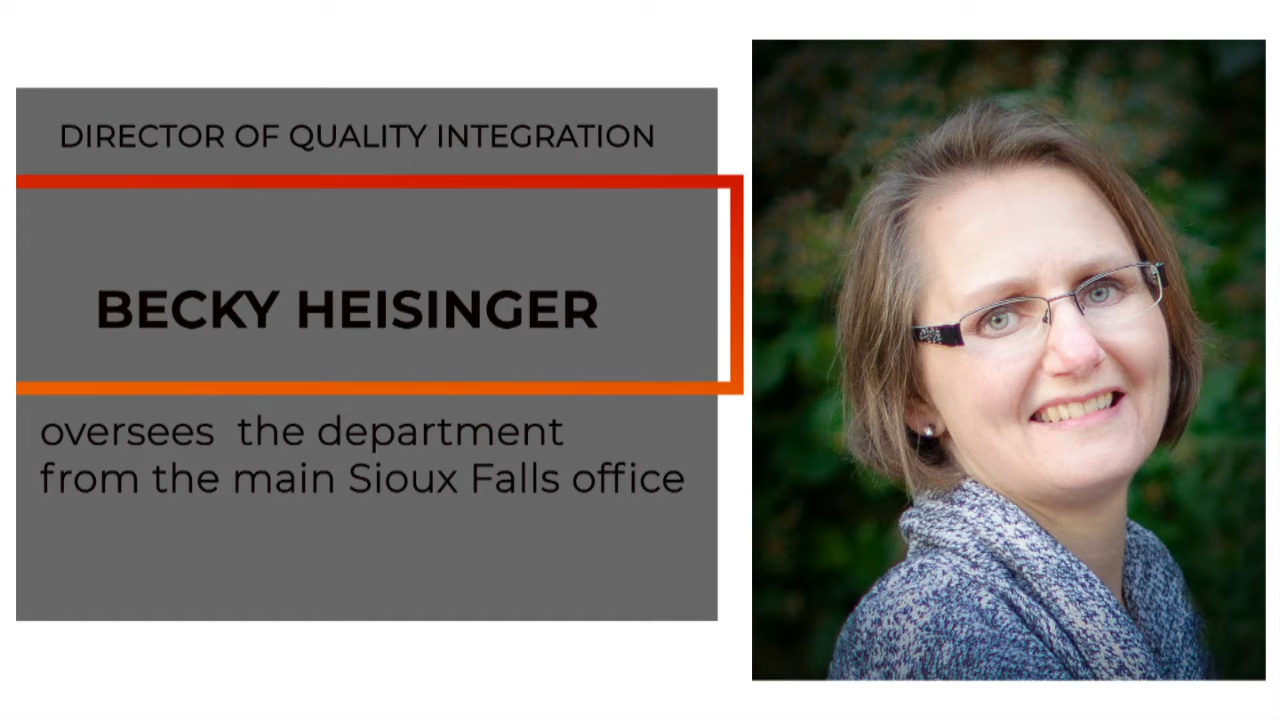 DIRECTOR OF QUALITY INTEGRATION
BECKY HEISINGER
oversees  the department
from the main Sioux Falls office